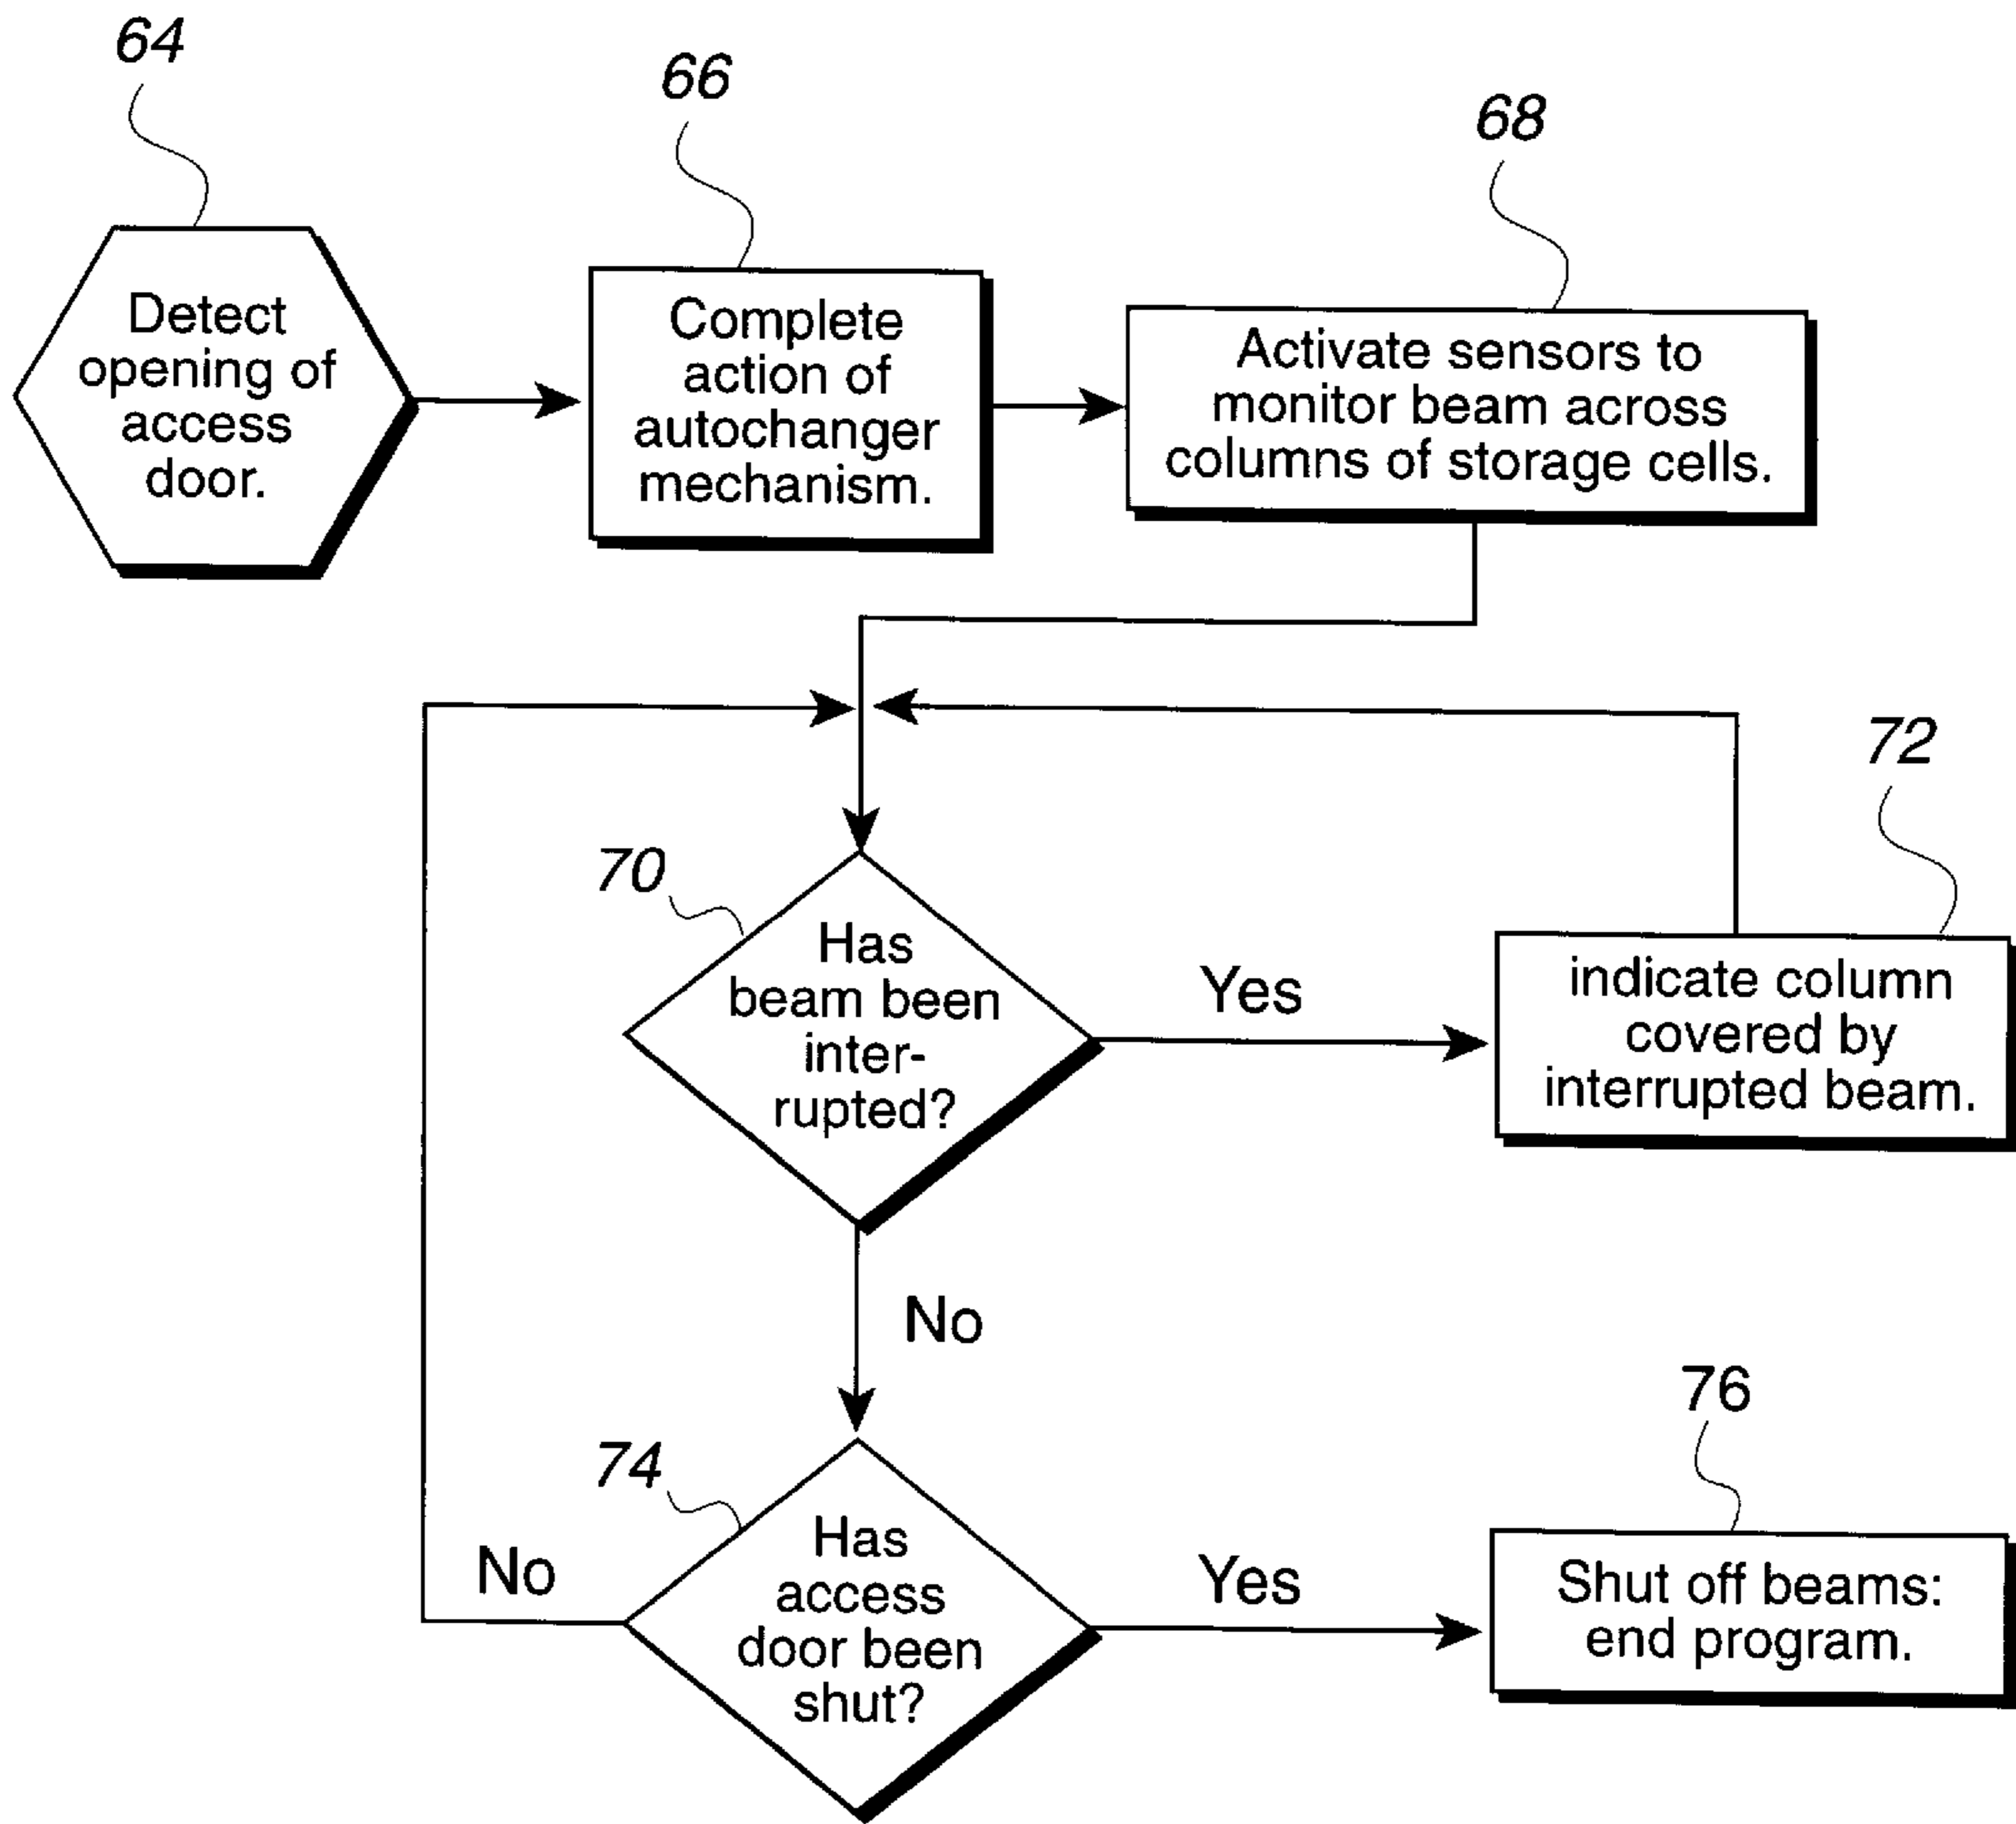 64
66
68
Detect
opening of
access
door.
Complete
action of
autochanger
mechanism.
Activate sensors to
monitor beam across
columns of storage cells.
70
72
Has
beam been
inter-
rupted?
Yes
indicate column
covered by
interrupted beam.
No
74
76
Has
access
door been
shut?
No
Yes
Shut off beams:
end program.